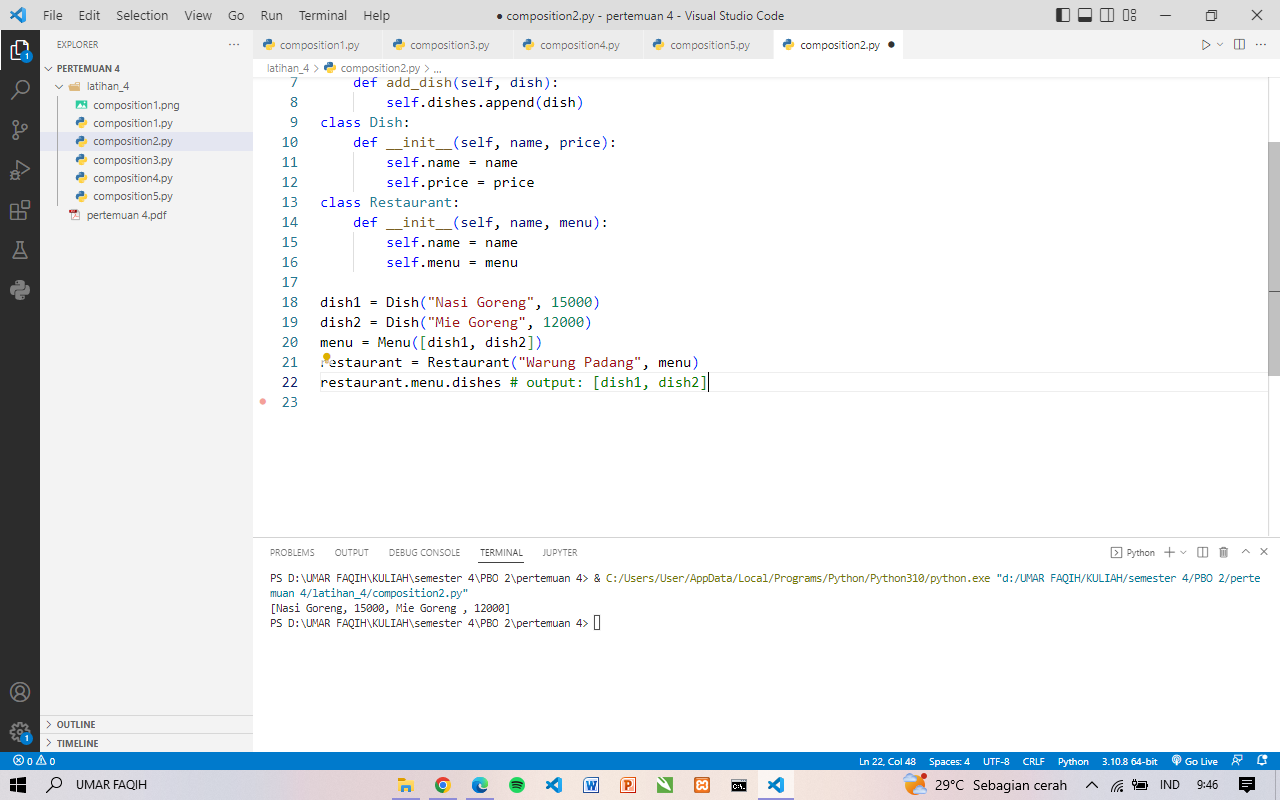 File Edit Selection View Go Run Terminal Help
● composition2.py - pertemuan 4 - Visual Studio Code
EXPLORER
PERTEMUAN 4
latihan_4
composition1.png
composition1.py
composition2.py
composition3.py
composition4.py
composition5.py
pertemuan 4.pdf
OUTLINE
TIMELINE
composition1.py composition3.py composition4.py composition5.py composition2.py ●
latihan_4 > composition2.py > ...
7 def add_dish(self, dish):
8 self.dishes.append(dish)
9 class Dish:
10 def __init__(self, name, price):
11 self.name = name
12 self.price = price
13 class Restaurant:
14 def __init__(self, name, menu):
15 self.name = name
16 self.menu = menu
17
18 dish1 = Dish("Nasi Goreng", 15000)
19 dish2 = Dish("Mie Goreng", 12000)
20 menu = Menu([dish1, dish2])
21 restaurant = Restaurant("Warung Padang", menu)
22 restaurant.menu.dishes # output: [dish1, dish2]
23
PROBLEMS OUTPUT DEBUG CONSOLE TERMINAL JUPYTER
Python
PS D:\UMAR FAQIH\KULIAH\semester 4\PBO 2\pertemuan 4> & C:/Users/User/AppData/Local/Programs/Python/Python310/python.exe "d:/UMAR FAQIH/KULIAH/semester 4/PBO 2/perte
muan 4/latihan_4/composition2.py"
[Nasi Goreng, 15000, Mie Goreng , 12000]
PS D:\UMAR FAQIH\KULIAH\semester 4\PBO 2\pertemuan 4>
0 0
Ln 22, Col 48 Spaces: 4 UTF-8 CRLF Python 3.10.8 64-bit Go Live
UMAR FAQIH
29°C Sebagian cerah IND 9:46